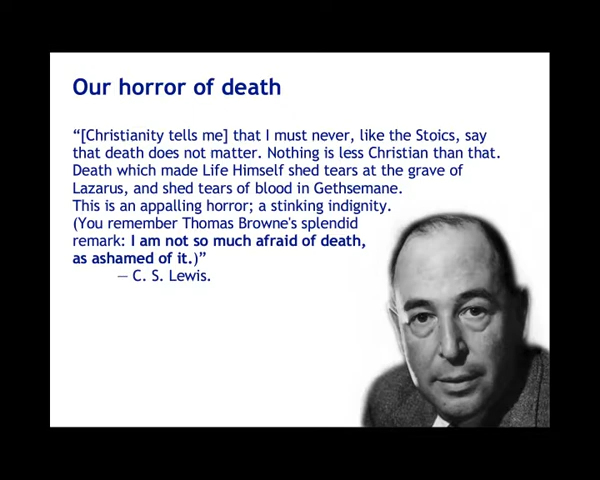 Our horror of death
“[Christianity tells me] that I must never, like the Stoics, say
that death does not matter. Nothing is less Christian than that.
Death which made Life Himself shed tears at the grave of
Lazarus, and shed tears of blood in Gethsemane.
This is an appalling horror; a stinking indignity.
(You remember Thomas Browne's splendid
remark: I am not so much afraid of death,
as ashamed of it.)”
— C. S. Lewis.